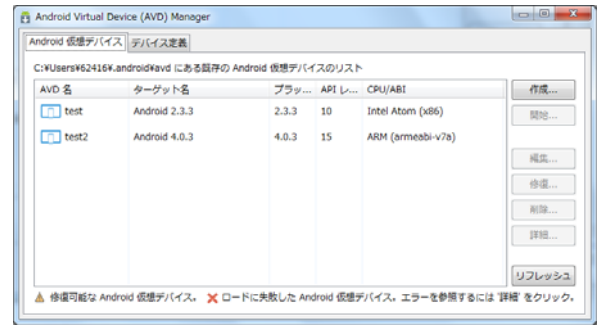 Android Virtual Device (AVD) Manager
Android 仮想デバイス デバイス定義
C:¥Users¥62416¥.android¥avd にある既存の Android 仮想デバイスのリスト
AVD 名 ターゲット名 プラッ... API レ... CPU/ABI
test Android 2.3.3 2.3.3 10 Intel Atom (x86)
test2 Android 4.0.3 4.0.3 15 ARM (armeabi-v7a)
作成...
開始...
編集...
修復...
削除...
詳細...
リフレッシュ
修復可能な Android 仮想デバイス。 ロードに失敗した Android 仮想デバイス。エラーを参照するには '詳細' をクリック。